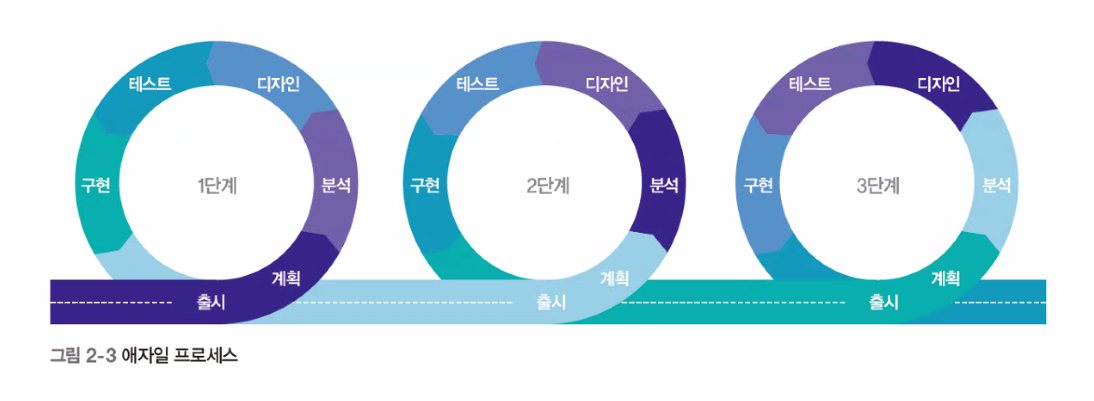 테스트 디자인 테스트 디자인 테스트 디자인
구현 1단계 분석 구현 2단계 분석 구현 3단계 분석
계획 계획 계획
출시 출시 출시
그림 2-3 애자일 프로세스